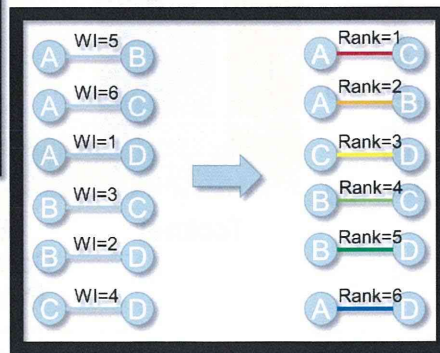 WI=5
A B
WI=6
A C
WI=1
A D
WI=3
B C
WI=2
B D
WI=4
C D
Rank=1
A C
Rank=2
A B
Rank=3
C D
Rank=4
B C
Rank=5
B D
Rank=6
A D